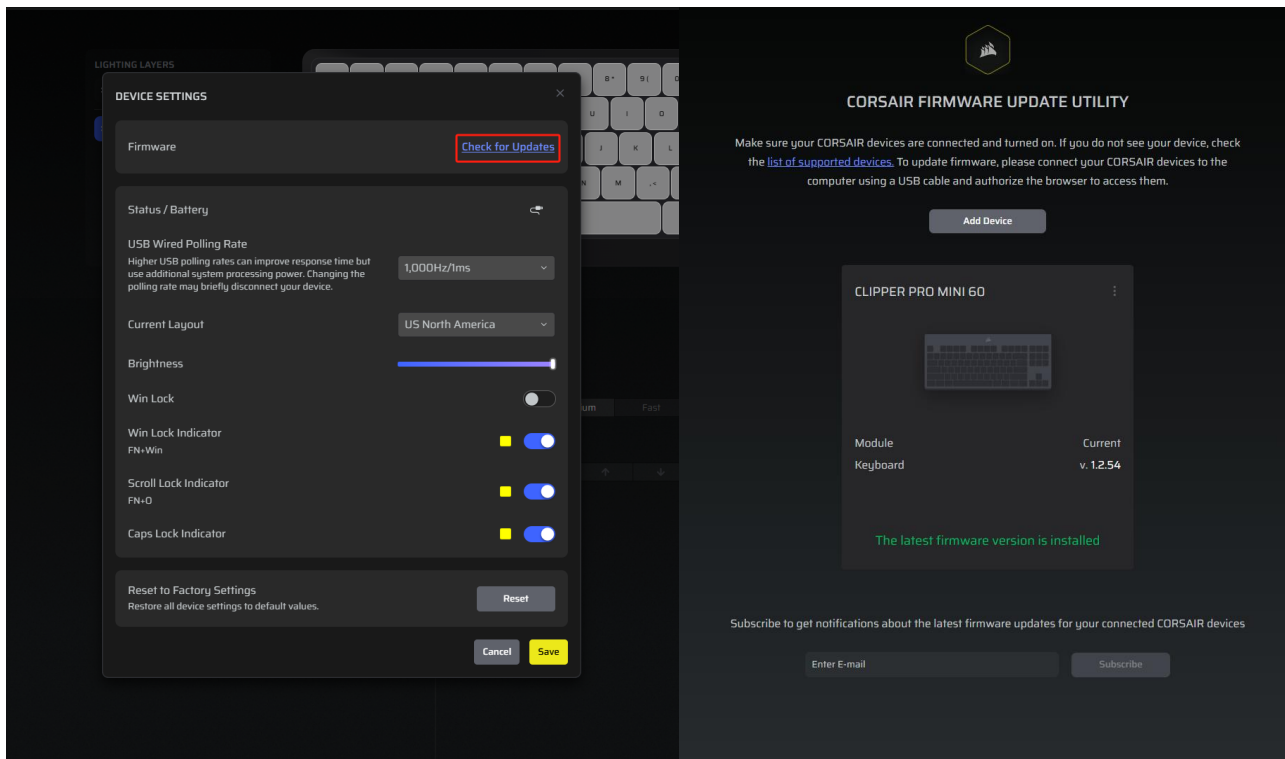 LIGHTING LAYERS
DEVICE SETTINGS
Firmware
Check for Updates
Status / Battery
USB Wired Polling Rate
Higher USB polling rates can improve response time but
use additional system processing power. Changing the
polling rate may briefly disconnect your device.
1,000Hz/1ms
Current Layout
US North America
Brightness
Win Lock
Win Lock Indicator
FN+Win
Scroll Lock Indicator
FN+O
Caps Lock Indicator
Reset to Factory Settings
Restore all device settings to default values.
Reset
Cancel
Save
8 *
9 (
U
I
O
J
K
L
N
M
, <
Fast
CORSAIR FIRMWARE UPDATE UTILITY
Make sure your CORSAIR devices are connected and turned on. If you do not see your device, check
the list of supported devices. To update firmware, please connect your CORSAIR devices to the
computer using a USB cable and authorize the browser to access them.
Add Device
CLIPPER PRO MINI 60
Module
Current
Keyboard
v. 1.2.54
The latest firmware version is installed
Subscribe to get notifications about the latest firmware updates for your connected CORSAIR devices
Enter E-mail
Subscribe